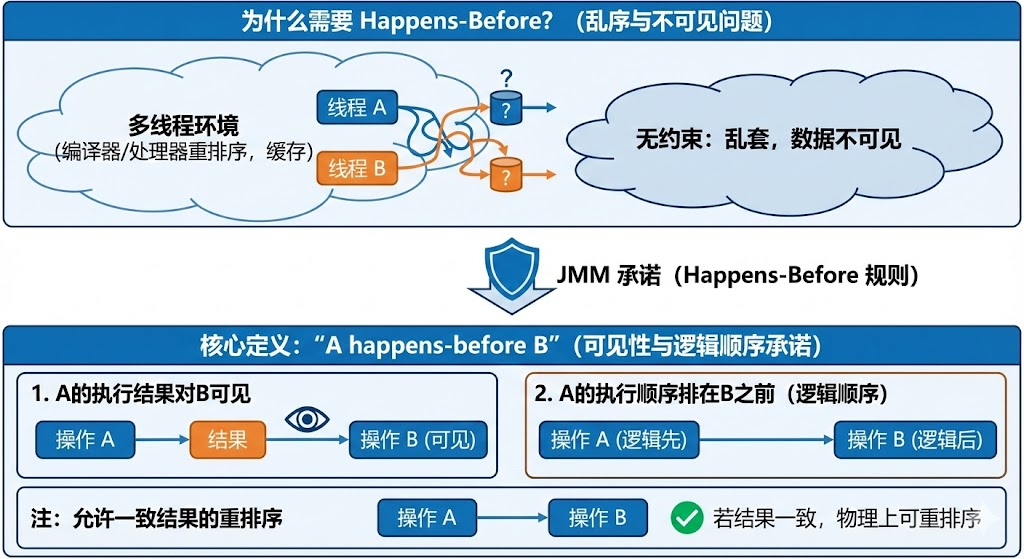 为什么需要 Happens-Before？（乱序与不可见问题）
多线程环境
（编译器/处理器重排序，缓存）
线程 A
线程 B
?
?
?
无约束：乱套，数据不可见
JMM 承诺（Happens-Before 规则）
核心定义：“A happens-before B”（可见性与逻辑顺序承诺）
1. A的执行结果对B可见
操作 A
结果
操作 B (可见)
2. A的执行顺序排在B之前（逻辑顺序）
操作 A (逻辑先)
操作 B (逻辑后)
注：允许一致结果的重排序
操作 A
操作 B
若结果一致，物理上可重排序